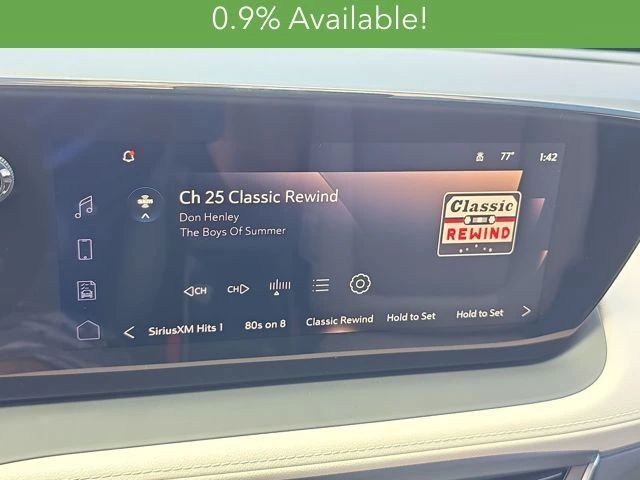 0.9% Available!
77° 1:42
Ch 25 Classic Rewind
Don Henley
The Boys Of Summer
Classic
REWIND
CH CH
SiriusXM Hits 1 80s on 8 Classic Rewind Hold to Set Hold to Set